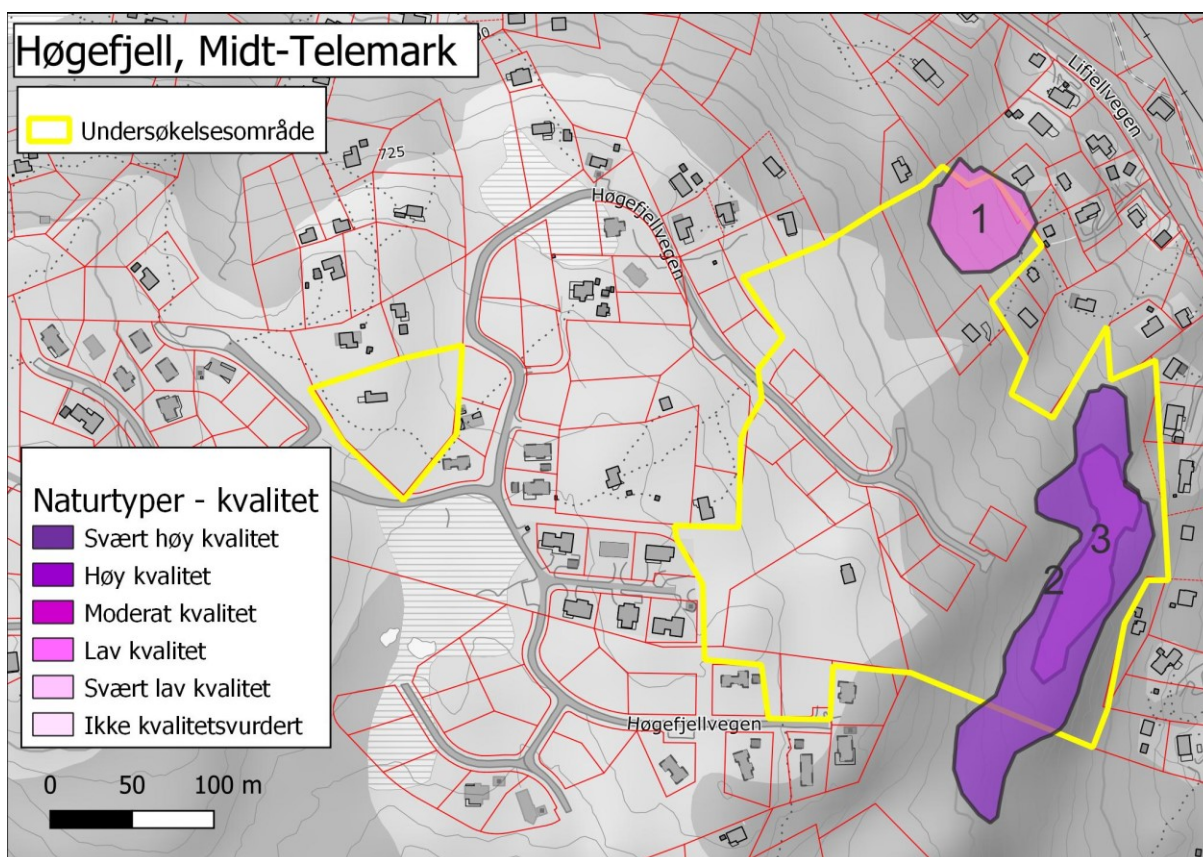 Høgefjell, Midt-Telemark
Undersøkelsesområde
725
Høgefjellvegen
Lifjellvegen
1
3
2
Høgefjellvegen
Naturtyper - kvalitet
Svært høy kvalitet
Høy kvalitet
Moderat kvalitet
Lav kvalitet
Svært lav kvalitet
Ikke kvalitetsvurdert
0 50 100 m